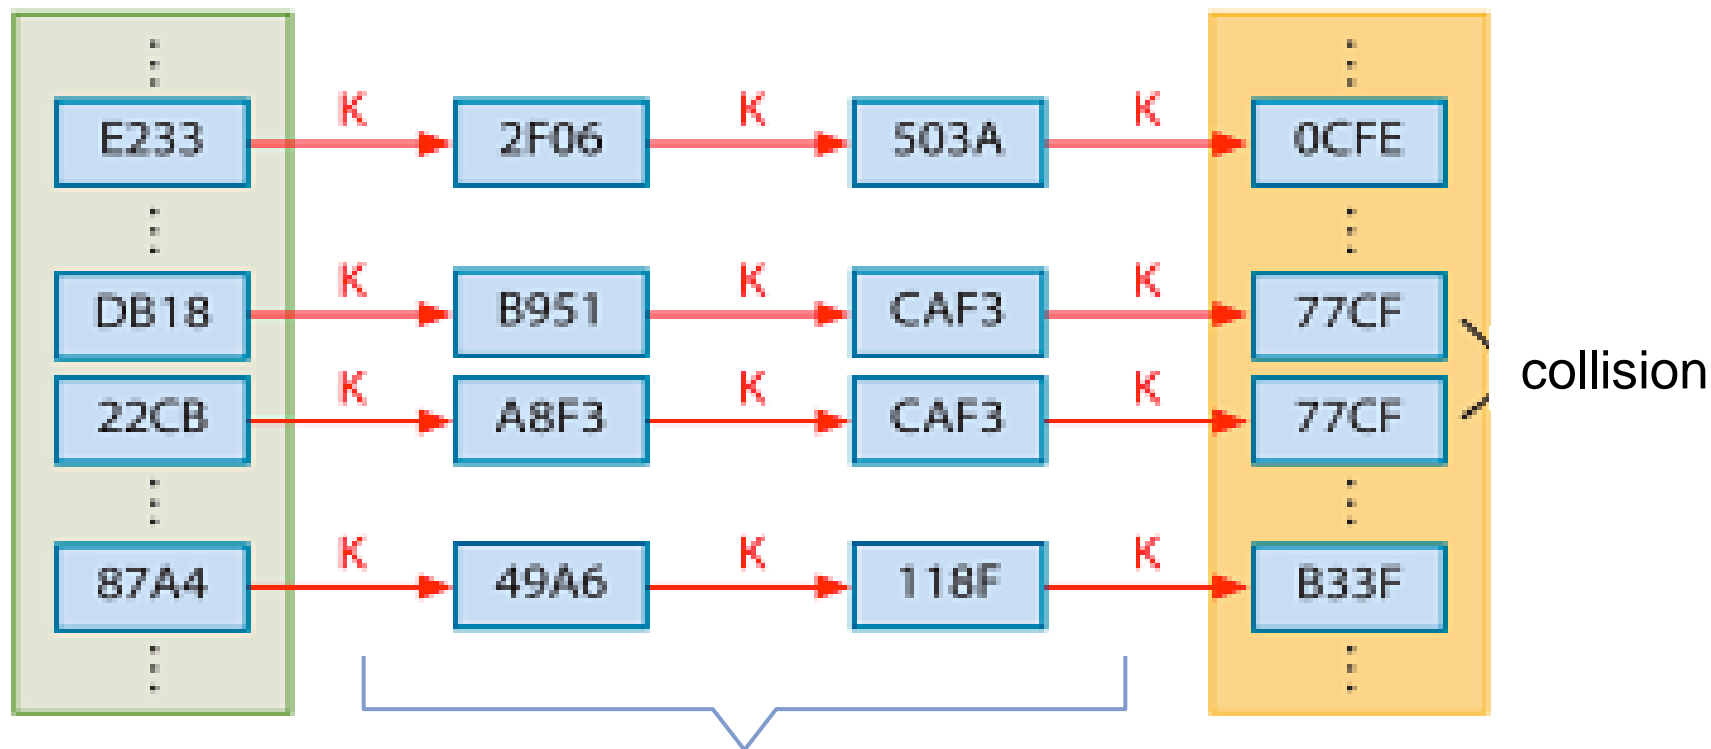 K K K
E233 2F06 503A 0CFE
K K K
DB18 B951 CAF3 77CF
collision
K K K
22CB A8F3 CAF3 77CF
K K K
87A4 49A6 118F B33F